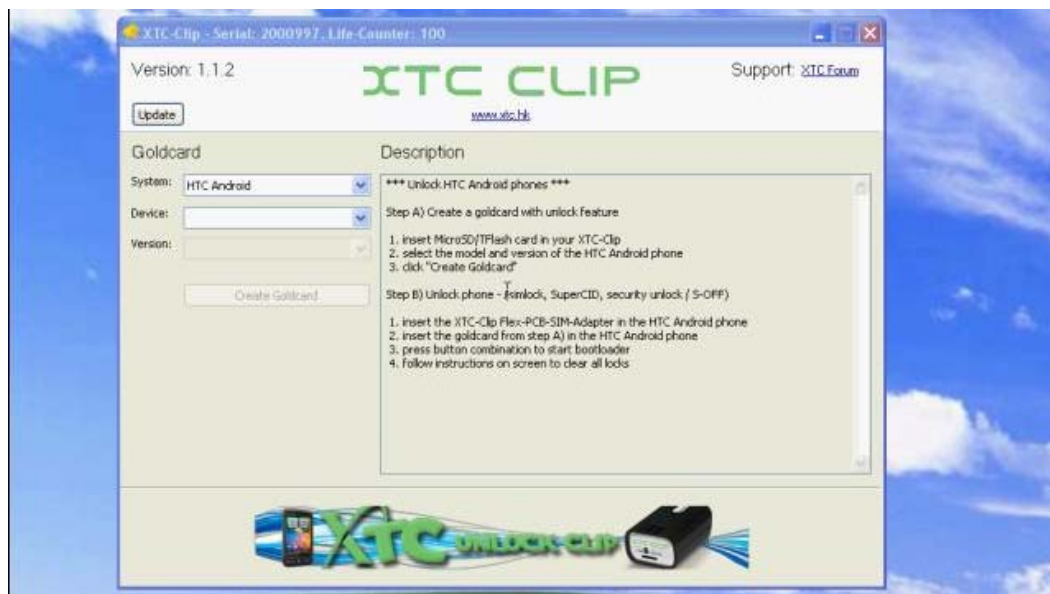 XTC-Clip - Serial: 2000997. Life-Counter: 100
Version: 1.1.2
XTC CLIP
Support: XTC Forum
Update
www.xtc.hk
Goldcard
Description
System: HTC Android
Device:
Version:
Create Goldcard
*** Unlock HTC Android phones ***
Step A) Create a goldcard with unlock feature
1. insert MicroSD/TFlash card in your XTC-Clip
2. select the model and version of the HTC Android phone
3. click "Create Goldcard"
Step B) Unlock phone - (simlock, SuperCID, security unlock / S-OFF)
1. insert the XTC-Clip Flex-PCB-SIM-Adapter in the HTC Android phone
2. insert the goldcard from step A) in the HTC Android phone
3. press button combination to start bootloader
4. follow instructions on screen to clear all locks
XTC UNLOCK CLIP